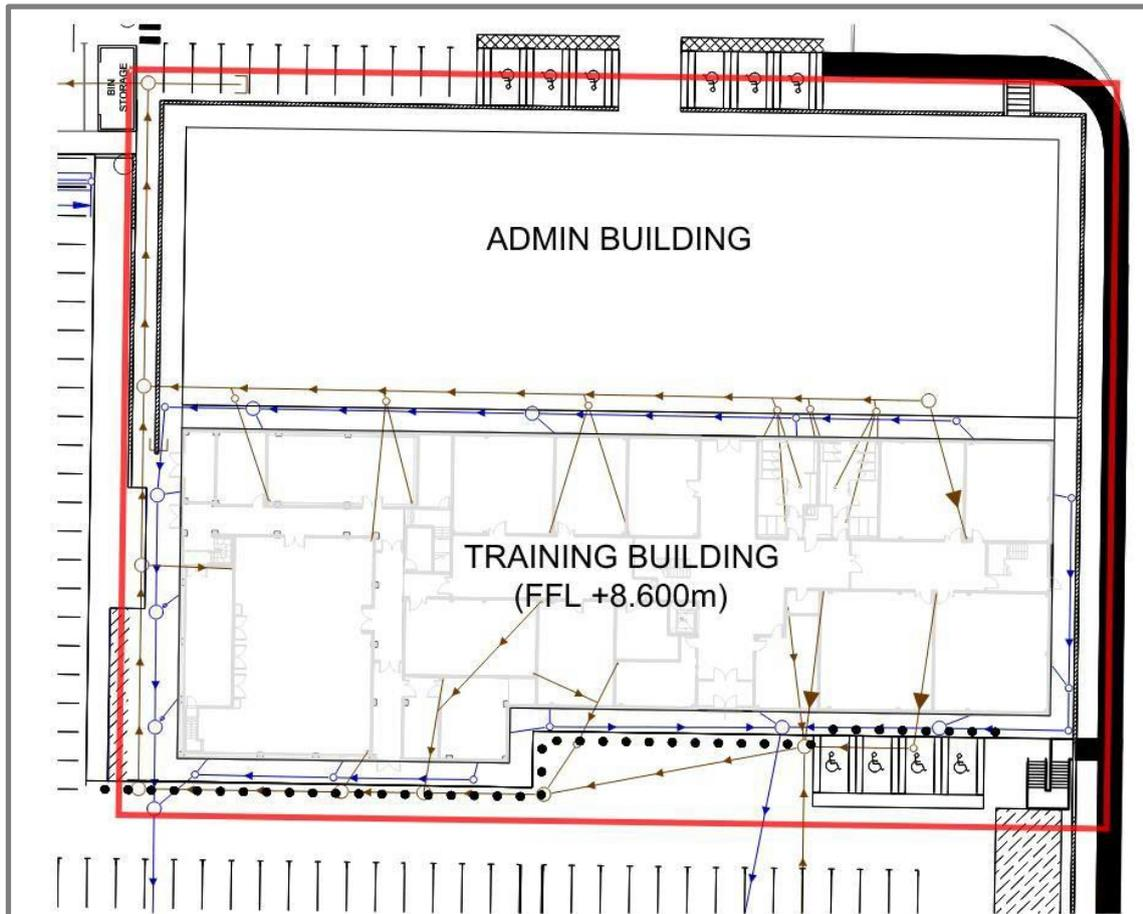 BIN
STORAGE
ADMIN BUILDING
TRAINING BUILDING
(FFL +8.600m)